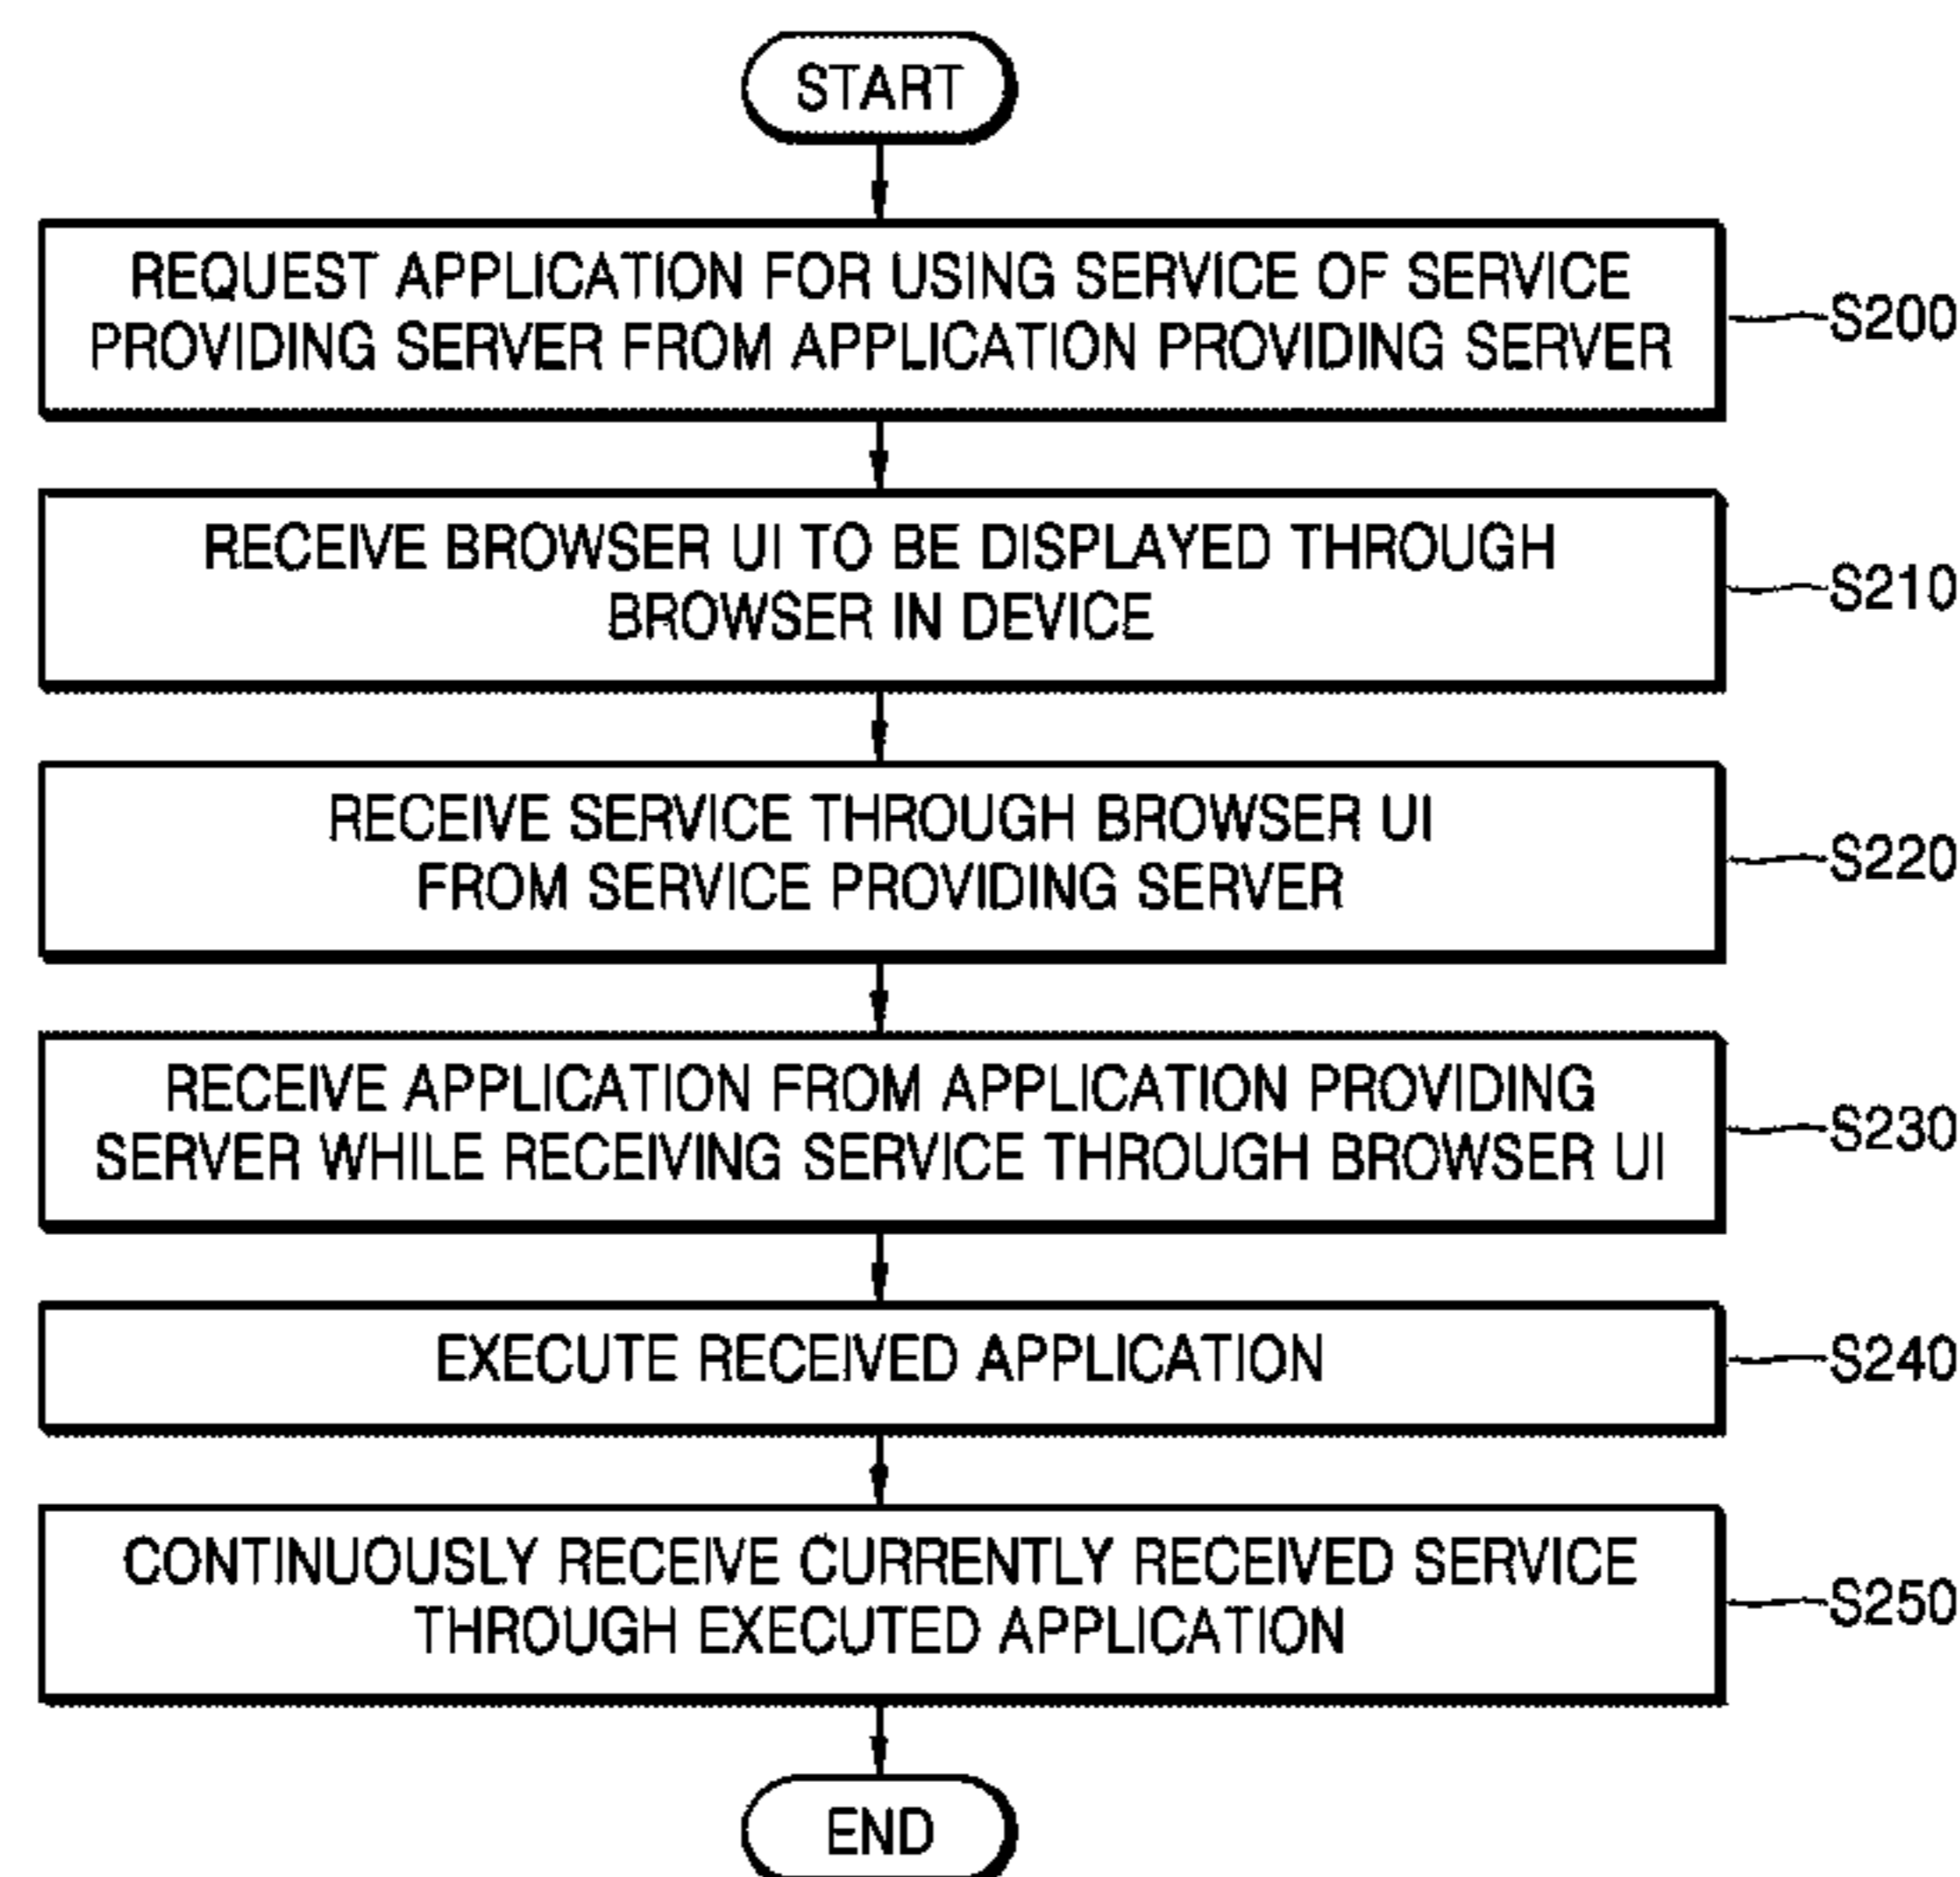 START
REQUEST APPLICATION FOR USING SERVICE OF SERVICE
PROVIDING SERVER FROM APPLICATION PROVIDING SERVER
S200
RECEIVE BROWSER UI TO BE DISPLAYED THROUGH
BROWSER IN DEVICE
S210
RECEIVE SERVICE THROUGH BROWSER UI
FROM SERVICE PROVIDING SERVER
S220
RECEIVE APPLICATION FROM APPLICATION PROVIDING
SERVER WHILE RECEIVING SERVICE THROUGH BROWSER UI
S230
EXECUTE RECEIVED APPLICATION
S240
CONTINUOUSLY RECEIVE CURRENTLY RECEIVED SERVICE
THROUGH EXECUTED APPLICATION
S250
END